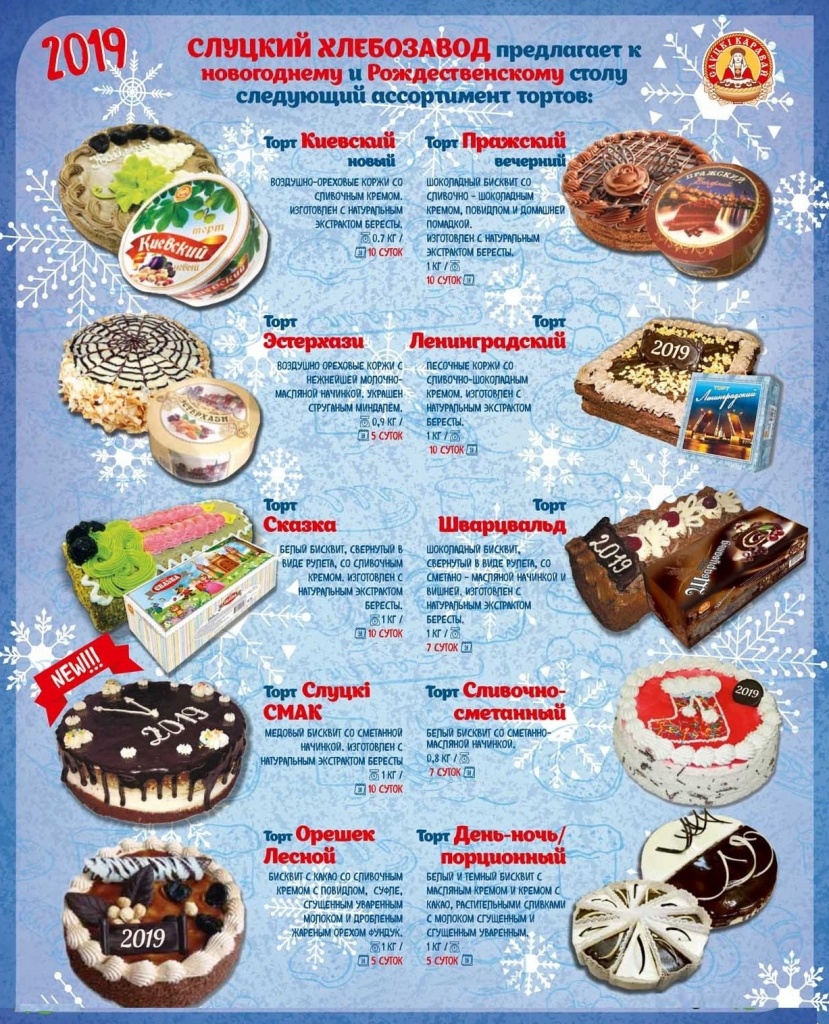 2019
СЛУЦКИЙ ХЛЕБОЗАВОД предлагает к
новогоднему и Рождественскому столу
следующий ассортимент тортов:
СЛУЦКІ КАРАВАЙ
Торт Киевский
новый
ВОЗДУШНО-ОРЕХОВЫЕ КОРЖИ СО
СЛИВОЧНЫМ КРЕМОМ.
ИЗГОТОВЛЕН С НАТУРАЛЬНЫМ
ЭКСТРАКТОМ БЕРЕСТЫ.
0,7 КГ /
10 СУТОК
торт
Киевский
новый
Торт Пражский
вечерний
ШОКОЛАДНЫЙ БИСКВИТ СО
СЛИВОЧНО - ШОКОЛАДНЫМ
КРЕМОМ, ПОВИДЛОМ И ДОМАШНЕЙ
ПОМАДКОЙ.
ИЗГОТОВЛЕН С НАТУРАЛЬНЫМ
ЭКСТРАКТОМ БЕРЕСТЫ.
1 КГ /
10 СУТОК
ПРАЖСКИЙ
Торт
Эстерхази
ВОЗДУШНО ОРЕХОВЫЕ КОРЖИ С
НЕЖНЕЙШЕЙ МОЛОЧНО-
МАСЛЯНОЙ НАЧИНКОЙ. УКРАШЕН
СТРУГАНЫМ МИНДАЛЕМ.
0,9 КГ /
5 СУТОК
ЭСТЕРХАЗИ
Торт
Ленинградский
ПЕСОЧНЫЕ КОРЖИ СО
СЛИВОЧНО-ШОКОЛАДНЫМ
КРЕМОМ. ИЗГОТОВЛЕН С
НАТУРАЛЬНЫМ ЭКСТРАКТОМ
БЕРЕСТЫ.
1 КГ /
10 СУТОК
2019
ТОРТ
Ленинградский
Торт
Сказка
БЕЛЫЙ БИСКВИТ, СВЕРНУТЫЙ В
ВИДЕ РУЛЕТА, СО СЛИВОЧНЫМ
КРЕМОМ. ИЗГОТОВЛЕН С
НАТУРАЛЬНЫМ ЭКСТРАКТОМ
БЕРЕСТЫ.
1 КГ /
10 СУТОК
СКАЗКА
Торт
Шварцвальд
ШОКОЛАДНЫЙ БИСКВИТ,
СВЕРНУТЫЙ В ВИДЕ РУЛЕТА, СО
СМЕТАНО - МАСЛЯНОЙ НАЧИНКОЙ И
ВИШНЕЙ. ИЗГОТОВЛЕН С
НАТУРАЛЬНЫМ ЭКСТРАКТОМ
БЕРЕСТЫ.
1 КГ /
7 СУТОК
2019
Шварцвальд
NEW!!!
2019
Торт Слуцкі
СМАК
МЕДОВЫЙ БИСКВИТ СО СМЕТАННОЙ
НАЧИНКОЙ. ИЗГОТОВЛЕН С
НАТУРАЛЬНЫМ ЭКСТРАКТОМ БЕРЕСТЫ
1 КГ /
10 СУТОК
Торт Сливочно-
сметанный
БЕЛЫЙ БИСКВИТ СО СМЕТАННО-
МАСЛЯНОЙ НАЧИНКОЙ.
0,8 КГ /
7 СУТОК
2019
Торт Орешек
Лесной
БИСКВИТ С КАКАО СО СЛИВОЧНЫМ
КРЕМОМ С ПОВИДЛОМ, СУФЛЕ,
СГУЩЕННЫМ УВАРЕННЫМ
МОЛОКОМ И ДРОБЛЕНЫМ
ЖАРЕНЫМ ОРЕХОМ ФУНДУК.
1 КГ /
5 СУТОК
2019
Торт День-ночь/
порционный
БЕЛЫЙ И ТЕМНЫЙ БИСКВИТ С
МАСЛЯНЫМ КРЕМОМ И КРЕМОМ С
КАКАО, РАСТИТЕЛЬНЫМИ СЛИВКАМИ
С МОЛОКОМ СГУЩЕННЫМ И
СГУЩЕННЫМ УВАРЕННЫМ.
1 КГ /
5 СУТОК